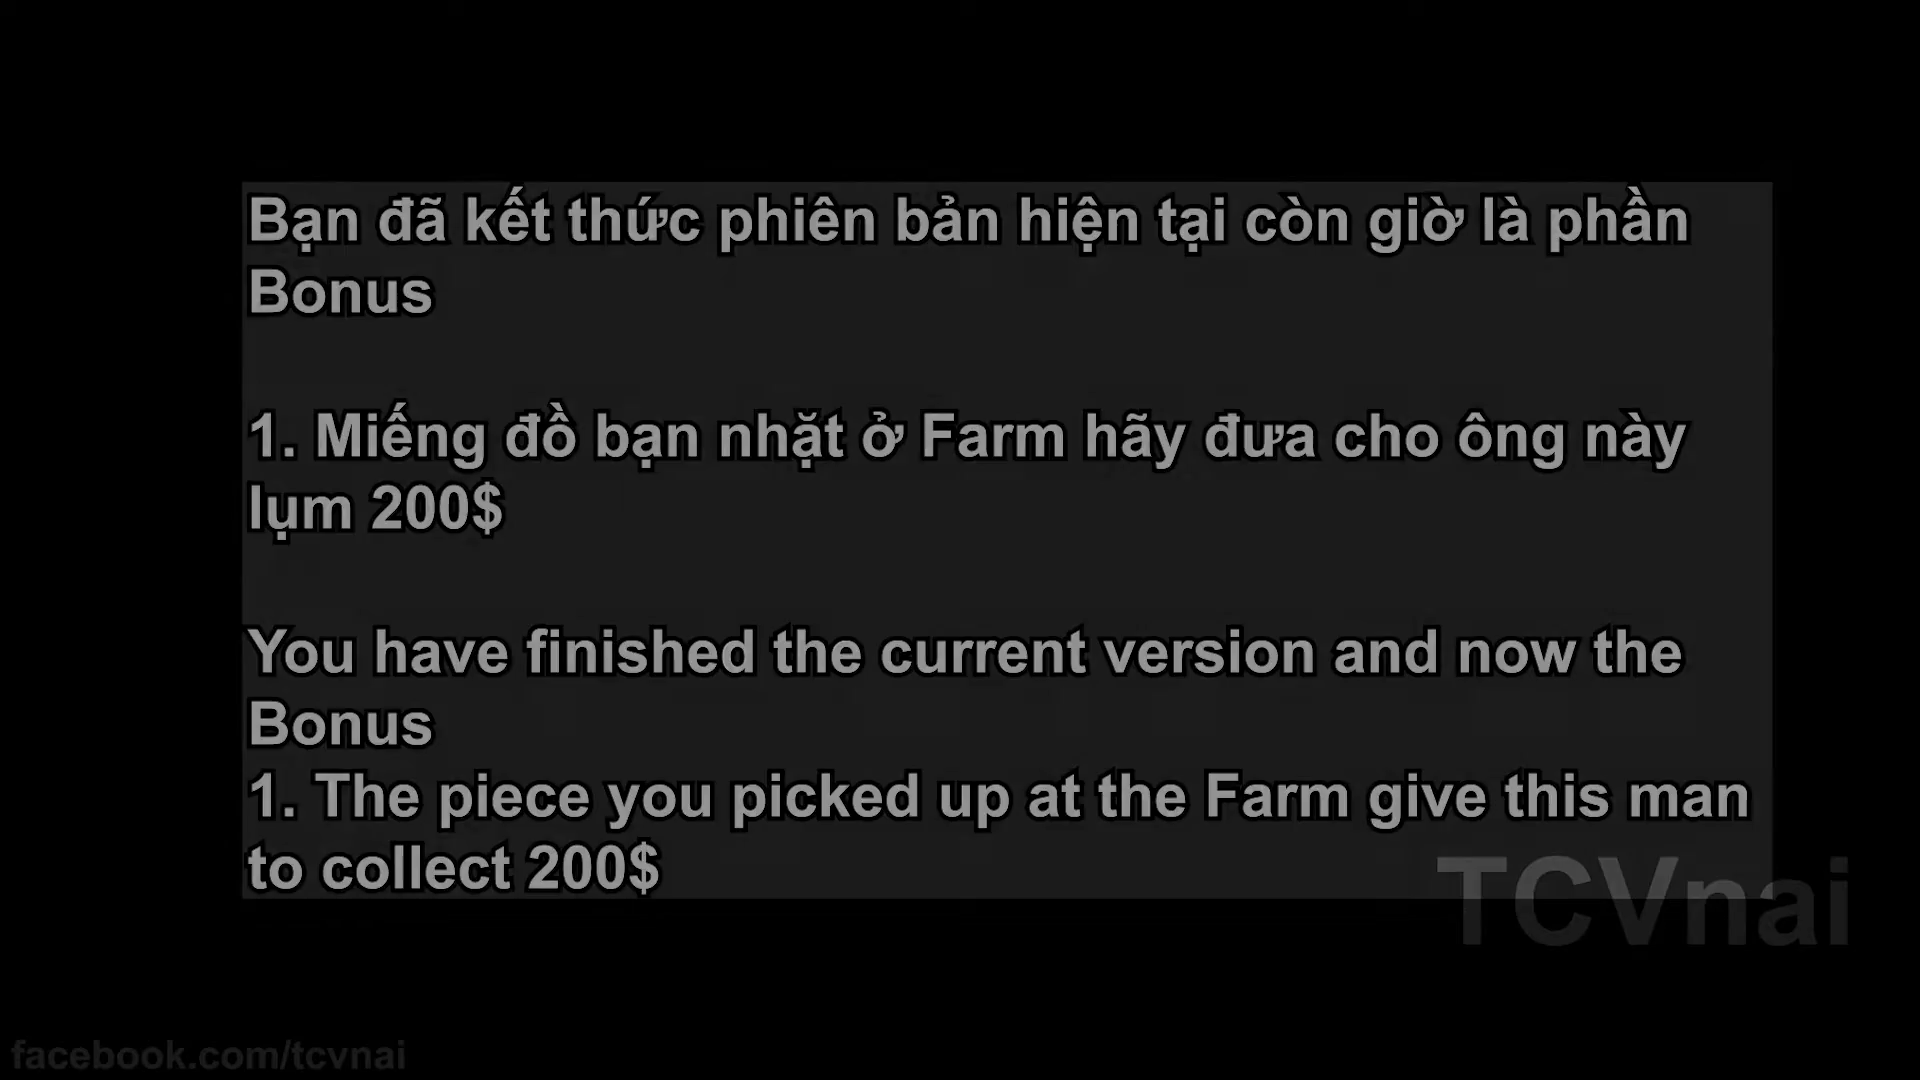 Bạn đã kết thức phiên bản hiện tại còn giờ là phần
Bonus
1. Miếng đồ bạn nhặt ở Farm hãy đưa cho ông này
lụm 200$
You have finished the current version and now the
Bonus
1. The piece you picked up at the Farm give this man
to collect 200$
TCVnai
facebook.com/tcvnai